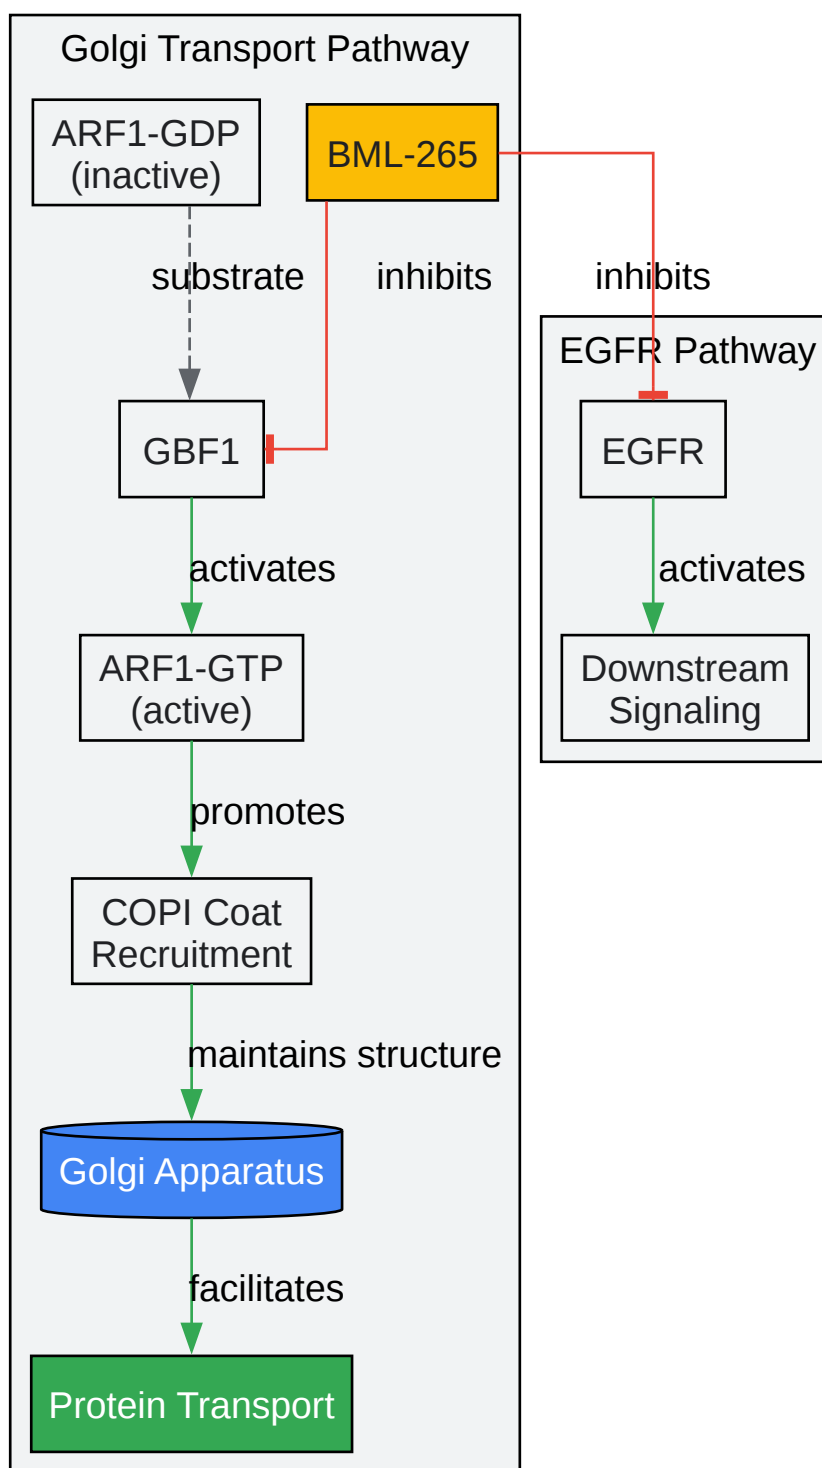 Golgi Transport Pathway
ARF1-GDP
(inactive)
BML-265
substrate
inhibits
inhibits
EGFR Pathway
GBF1
EGFR
activates
activates
ARF1-GTP
(active)
Downstream
Signaling
promotes
COPI Coat
Recruitment
maintains structure
Golgi Apparatus
facilitates
Protein Transport